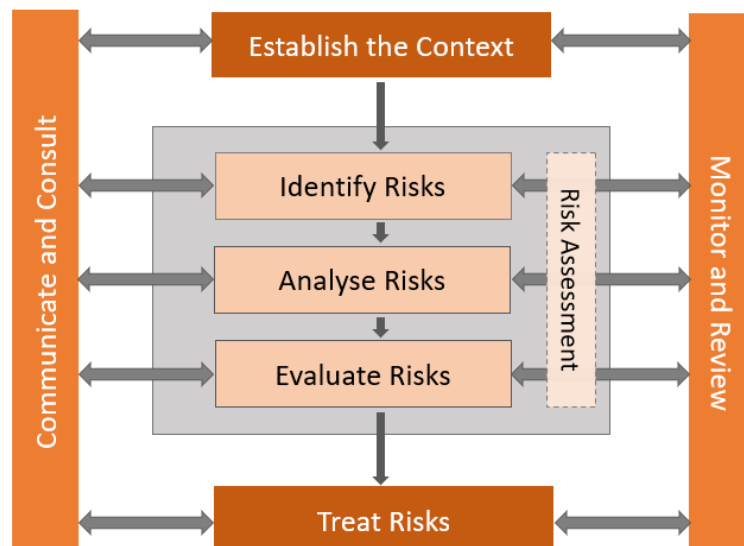 Establish the Context
Communicate and Consult
Identify Risks
Analyse Risks
Evaluate Risks
Risk Assessment
Monitor and Review
Treat Risks